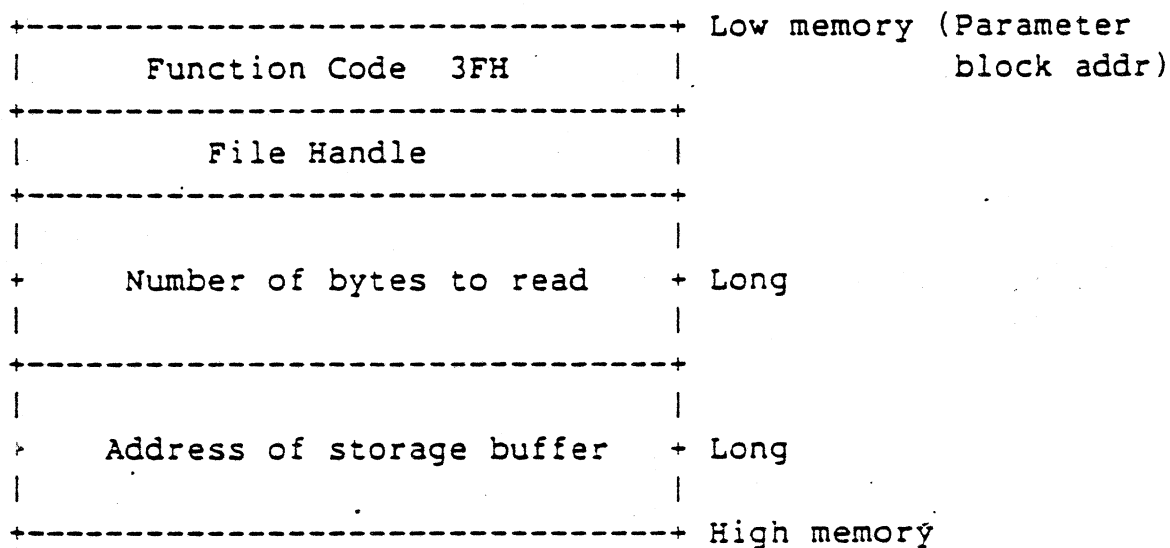 +---------------------------------+ Low memory (Parameter
|      Function Code  3FH         |            block addr)
+---------------------------------+
|         File Handle             |
+---------------------------------+
|                                 |
+     Number of bytes to read     + Long
|                                 |
+---------------------------------+
|                                 |
+    Address of storage buffer    + Long
|                                 |
+---------------------------------+ High memory